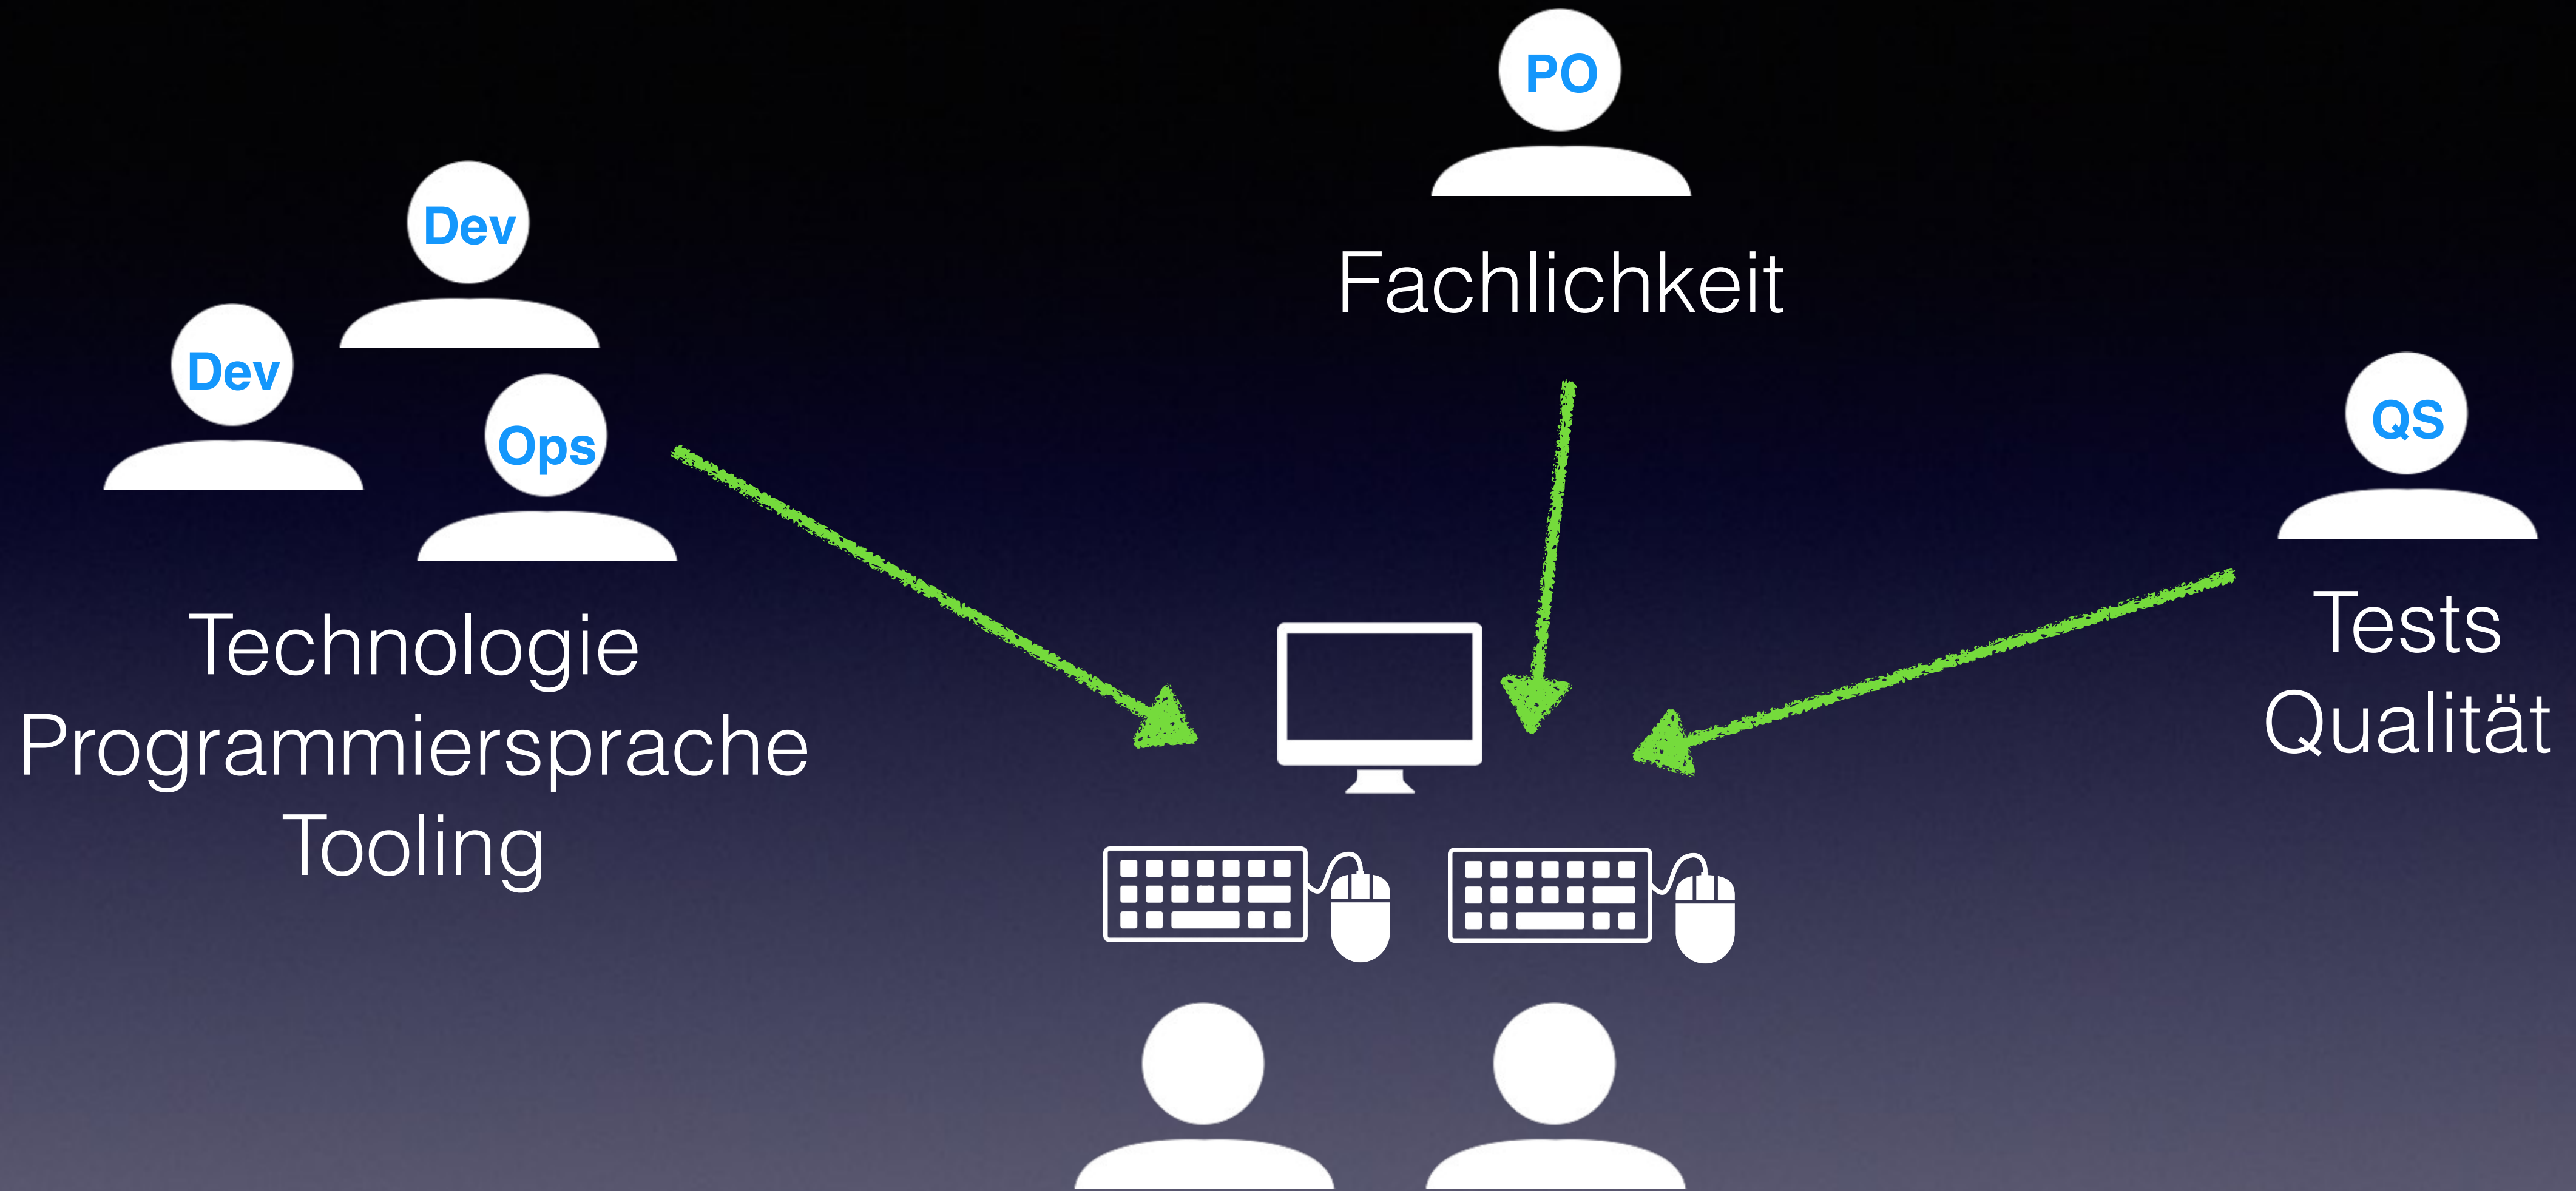 PO
Fachlichkeit
Dev
Dev
Ops
Technologie
Programmiersprache
Tooling
QS
Tests
Qualität